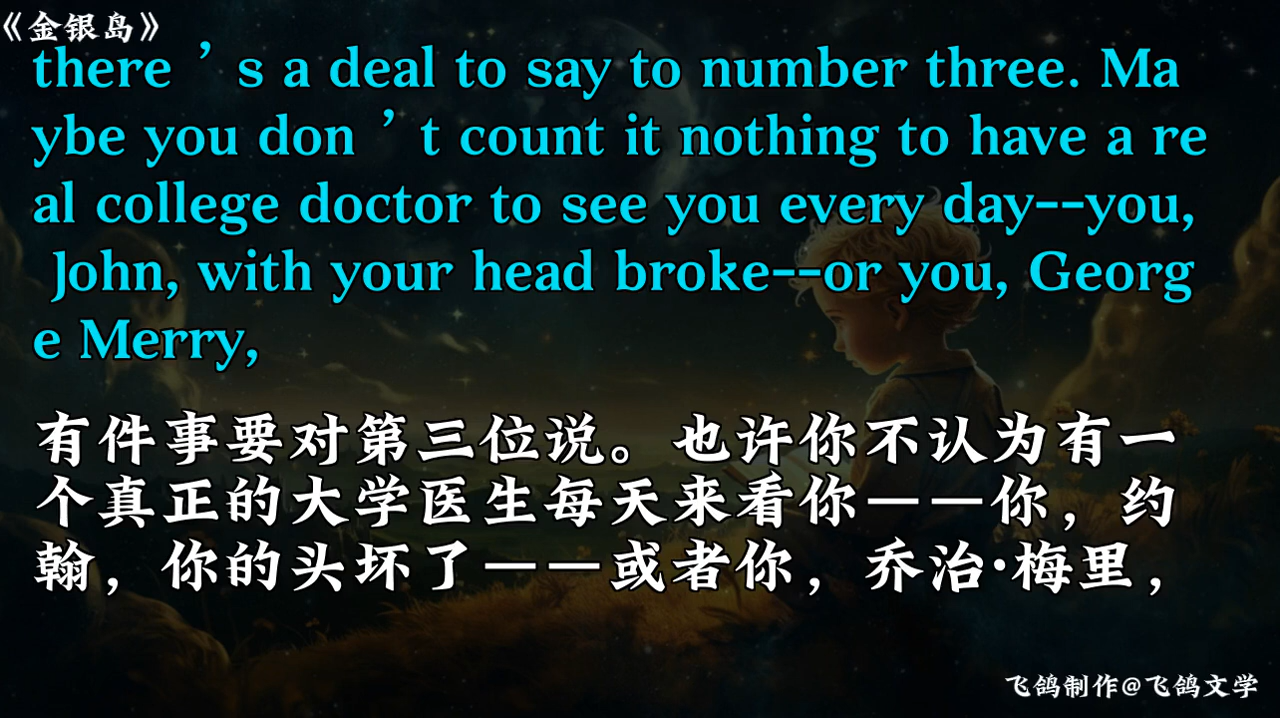 《金银岛》
there ’ s a deal to say to number three. Ma
ybe you don ’ t count it nothing to have a re
al college doctor to see you every day--you,
John, with your head broke--or you, Georg
e Merry,
有件事要对第三位说。也许你不认为有一
个真正的大学医生每天来看你——你，约
翰，你的头坏了——或者你，乔治·梅里，
飞鸽制作@飞鸽文学